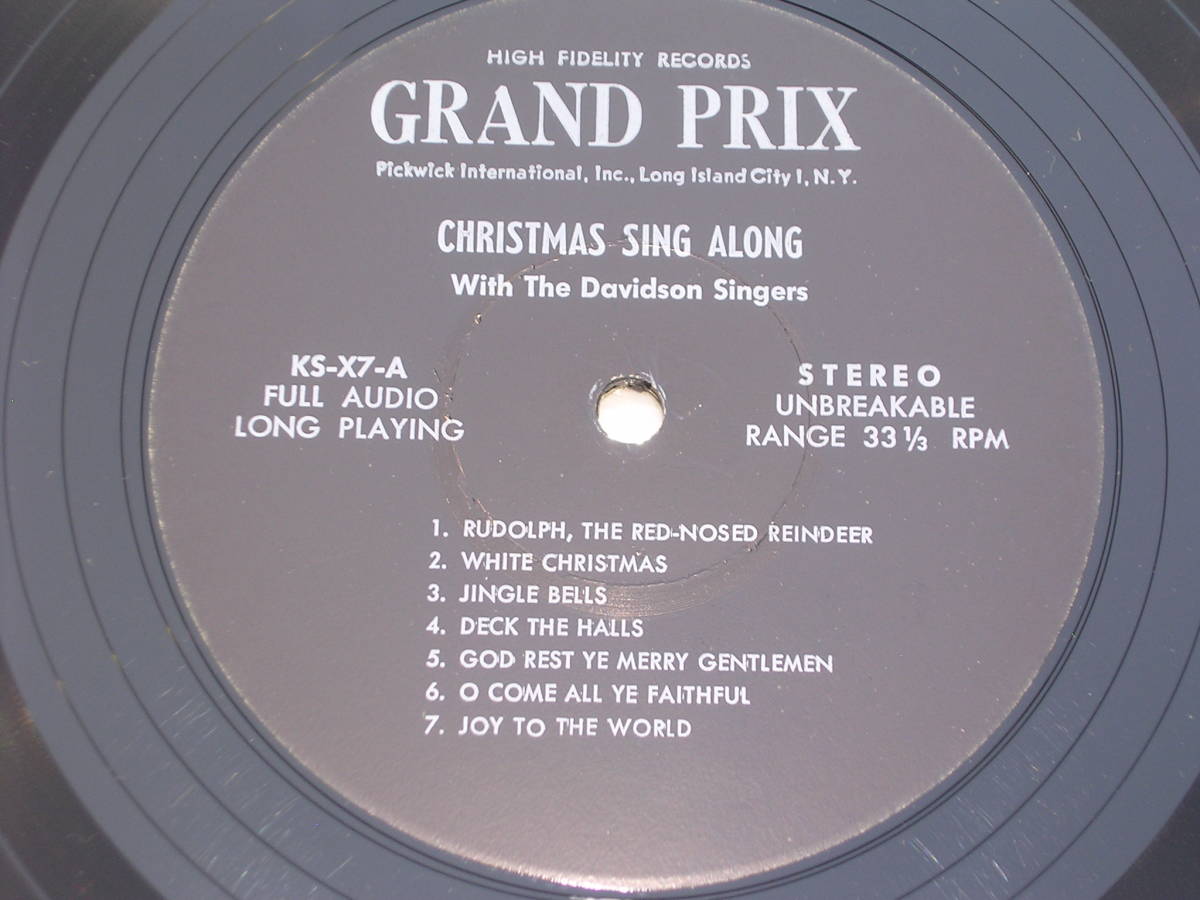 HIGH FIDELITY RECORDS
GRAND PRIX
Pickwick International, Inc., Long Island City 1, N.Y.
CHRISTMAS SING ALONG
With The Davidson Singers
KS-X7-A
FULL AUDIO
LONG PLAYING
STEREO
UNBREAKABLE
RANGE 33 1/3 RPM
1. RUDOLPH, THE RED-NOSED REINDEER
2. WHITE CHRISTMAS
3. JINGLE BELLS
4. DECK THE HALLS
5. GOD REST YE MERRY GENTLEMEN
6. O COME ALL YE FAITHFUL
7. JOY TO THE WORLD